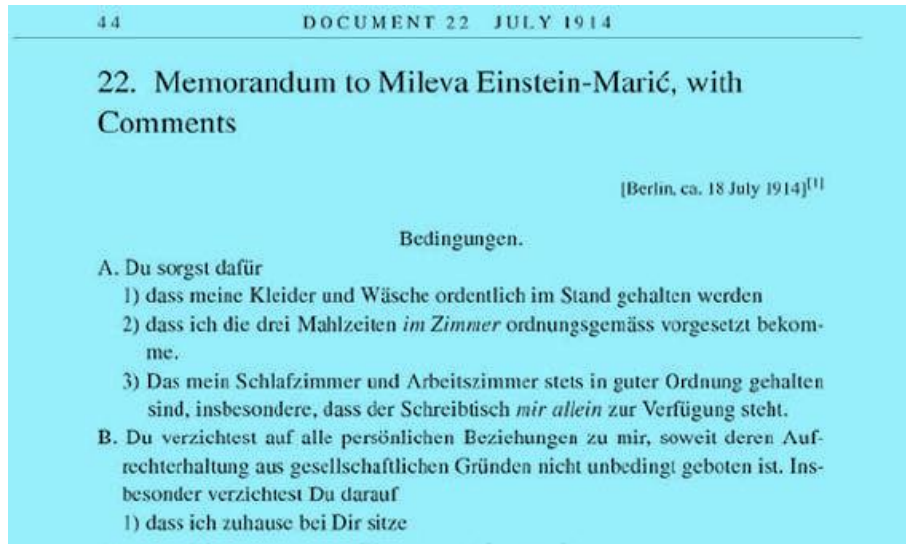 44 DOCUMENT 22 JULY 1914
22. Memorandum to Mileva Einstein-Marić, with
Comments
[Berlin, ca. 18 July 1914][1]
Bedingungen.
A. Du sorgst dafür
1) dass meine Kleider und Wäsche ordentlich im Stand gehalten werden
2) dass ich die drei Mahlzeiten im Zimmer ordnungsgemäss vorgesetzt bekom-
me.
3) Das mein Schlafzimmer und Arbeitszimmer stets in guter Ordnung gehalten
sind, insbesondere, dass der Schreibtisch mir allein zur Verfügung steht.
B. Du verzichtest auf alle persönlichen Beziehungen zu mir, soweit deren Auf-
rechterhaltung aus gesellschaftlichen Gründen nicht unbedingt geboten ist. Ins-
besonder verzichtest Du darauf
1) dass ich zuhause bei Dir sitze